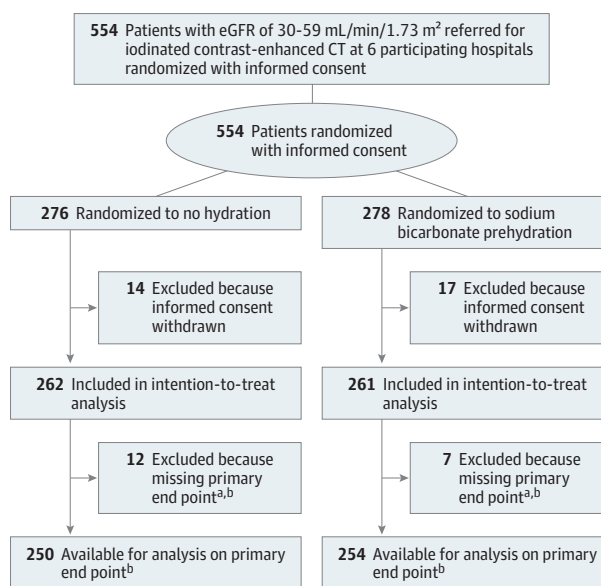 554 Patients with eGFR of 30-59 mL/min/1.73 m² referred for
iodinated contrast-enhanced CT at 6 participating hospitals
randomized with informed consent
554 Patients randomized
with informed consent
276 Randomized to no hydration
278 Randomized to sodium
bicarbonate prehydration
14 Excluded because
informed consent
withdrawn
17 Excluded because
informed consent
withdrawn
262 Included in intention-to-treat
analysis
261 Included in intention-to-treat
analysis
12 Excluded because
missing primary
end pointa,b
7 Excluded because
missing primary
end pointa,b
250 Available for analysis on primary
end pointb
254 Available for analysis on primary
end pointb